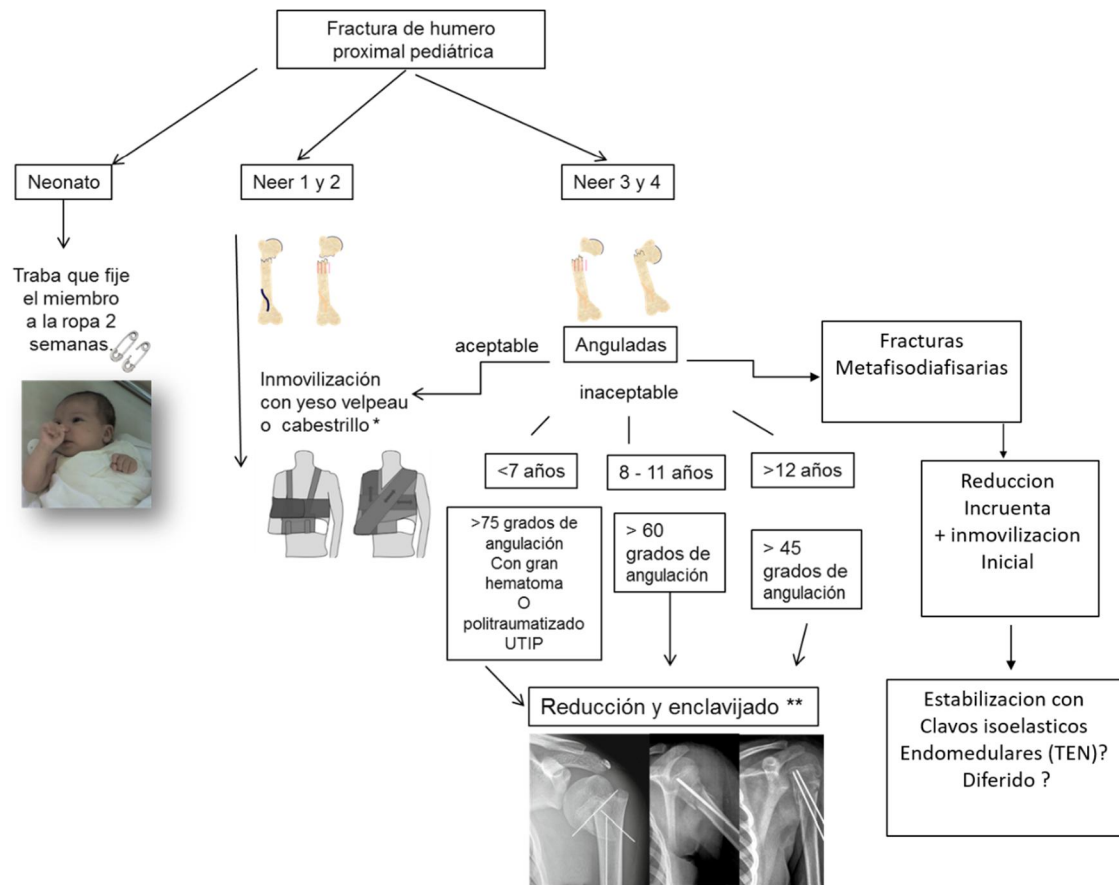 Fractura de humero
proximal pediátrica
Neonato
Neer 1 y 2
Neer 3 y 4
Traba que fije
el miembro
a la ropa 2
semanas.
Inmovilización
con yeso velpeau
o cabestrillo *
aceptable
Anguladas
inaceptable
Fracturas
Metafisodiafisarias
<7 años
8 - 11 años
>12 años
>75 grados de
angulación
Con gran
hematoma
O
politraumatizado
UTIP
> 60
grados de
angulación
> 45
grados de
angulación
Reduccion
Incruenta
+ inmovilizacion
Inicial
Reducción y enclavijado **
Estabilizacion con
Clavos isoelasticos
Endomedulares (TEN)?
Diferido ?